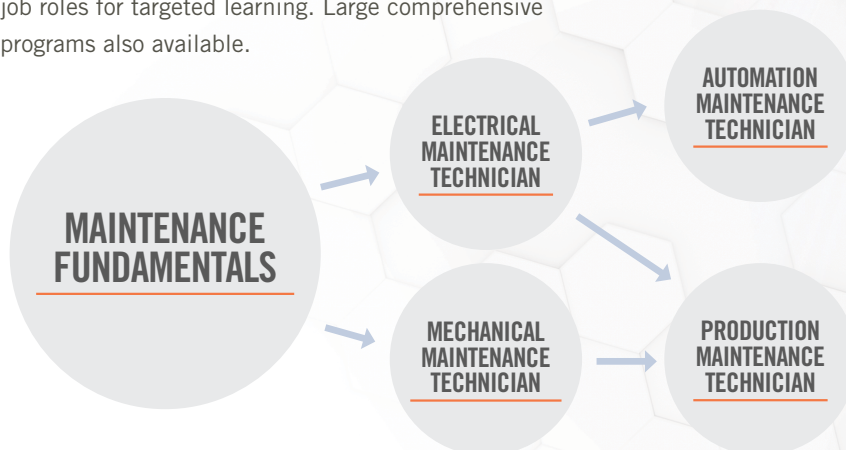 job roles for targeted learning. Large comprehensive
programs also available.
MAINTENANCE
FUNDAMENTALS
ELECTRICAL
MAINTENANCE
TECHNICIAN
MECHANICAL
MAINTENANCE
TECHNICIAN
AUTOMATION
MAINTENANCE
TECHNICIAN
PRODUCTION
MAINTENANCE
TECHNICIAN